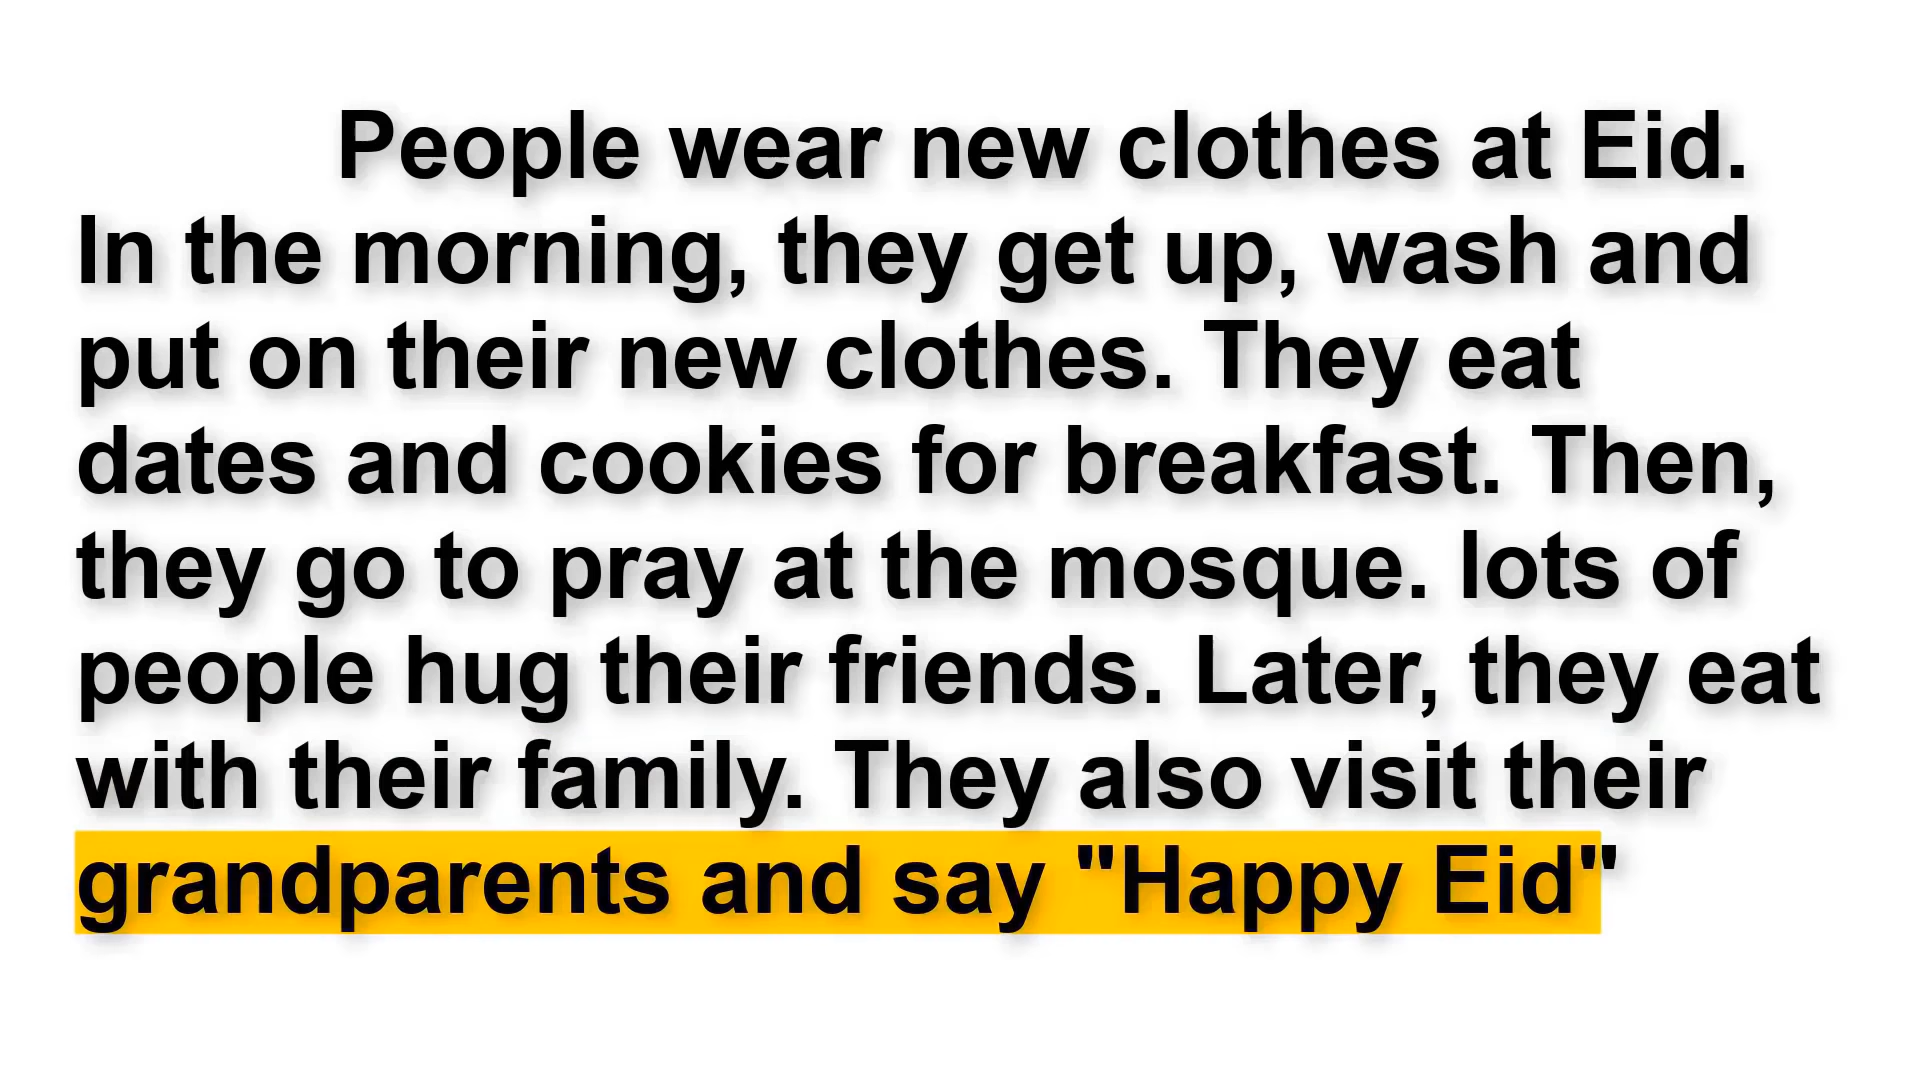 People wear new clothes at Eid.
In the morning, they get up, wash and
put on their new clothes. They eat
dates and cookies for breakfast. Then,
they go to pray at the mosque. lots of
people hug their friends. Later, they eat
with their family. They also visit their
grandparents and say "Happy Eid"